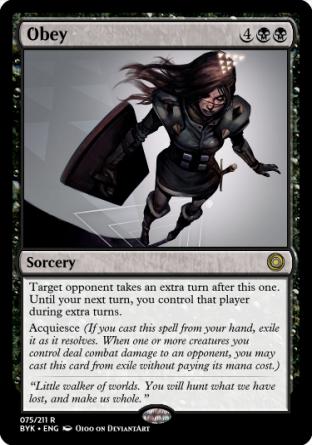 Obey 4
Sorcery
Target opponent takes an extra turn after this one.
Until your next turn, you control that player
during extra turns.
Acquiesce (If you cast this spell from your hand, exile
it as it resolves. When one or more creatures you
control deal combat damage to an opponent, you may
cast this card from exile without paying its mana cost.)
“Little walker of worlds. You will hunt what we have
lost, and make us whole.”
075/211 R
BYK • ENG OIOO ON DEVIANTART